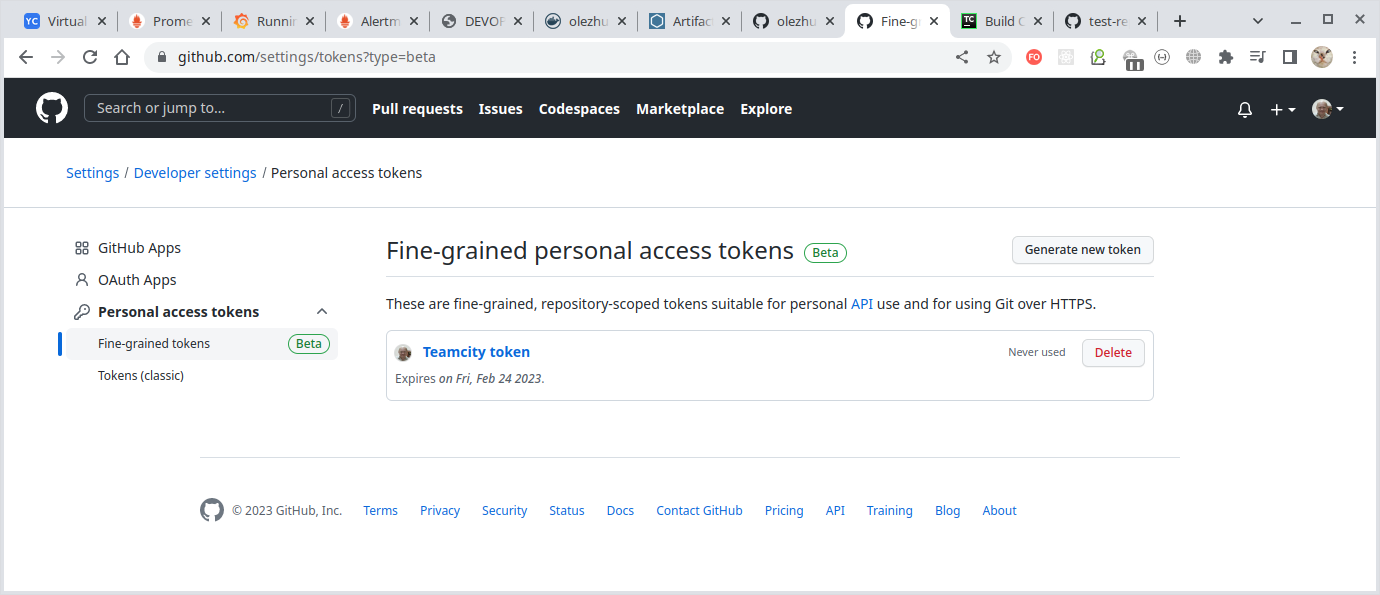 YC Virtual Prome Runnin Alertm DEVOP olezhu Artifac olezhu Fine-g TC Build C test-re
github.com/settings/tokens?type=beta FO
Search or jump to... / Pull requests Issues Codespaces Marketplace Explore
Settings / Developer settings / Personal access tokens
GitHub Apps
OAuth Apps
Personal access tokens
Fine-grained tokens Beta
Tokens (classic)
Fine-grained personal access tokens Beta Generate new token
These are fine-grained, repository-scoped tokens suitable for personal API use and for using Git over HTTPS.
Teamcity token Never used Delete
Expires on Fri, Feb 24 2023.
© 2023 GitHub, Inc. Terms Privacy Security Status Docs Contact GitHub Pricing API Training Blog About